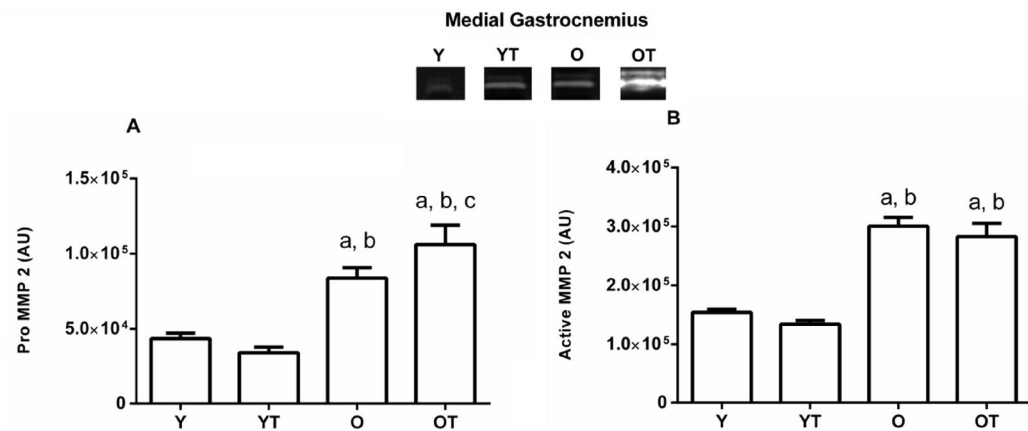 Medial Gastrocnemius
Y YT O OT
A
Pro MMP 2 (AU)
1.5×10⁵
1.0×10⁵
5.0×10⁴
0
a, b
a, b, c
Y YT O OT
B
Active MMP 2 (AU)
4.0×10⁵
3.0×10⁵
2.0×10⁵
1.0×10⁵
0
a, b
a, b
Y YT O OT